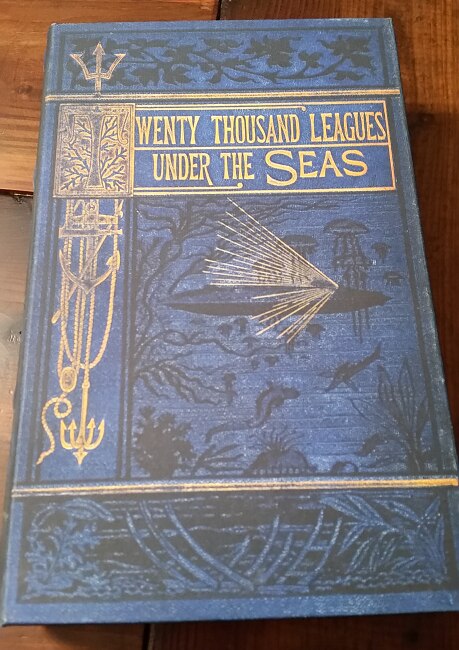 TWENTY THOUSAND LEAGUES
UNDER THE SEAS